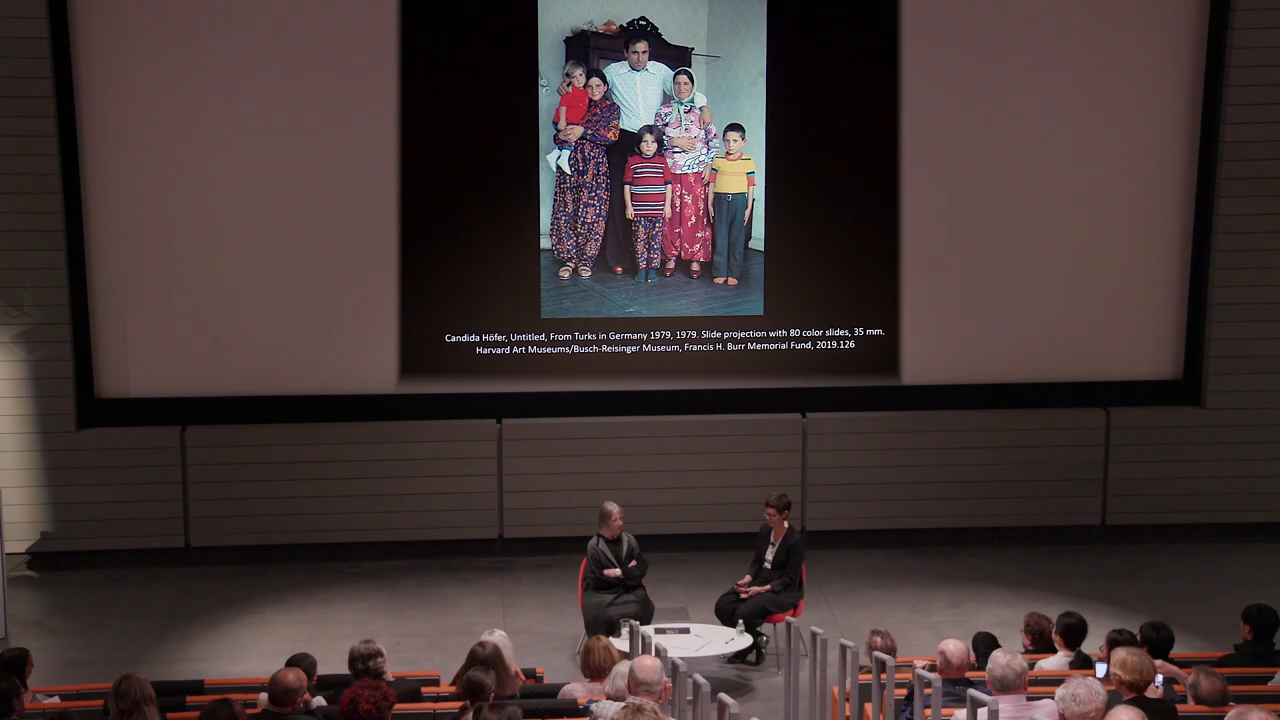 Candida Höfer, Untitled, From Turks in Germany 1979, 1979. Slide projection with 80 color slides, 35 mm.
Harvard Art Museums/Busch-Reisinger Museum, Francis H. Burr Memorial Fund, 2019.126